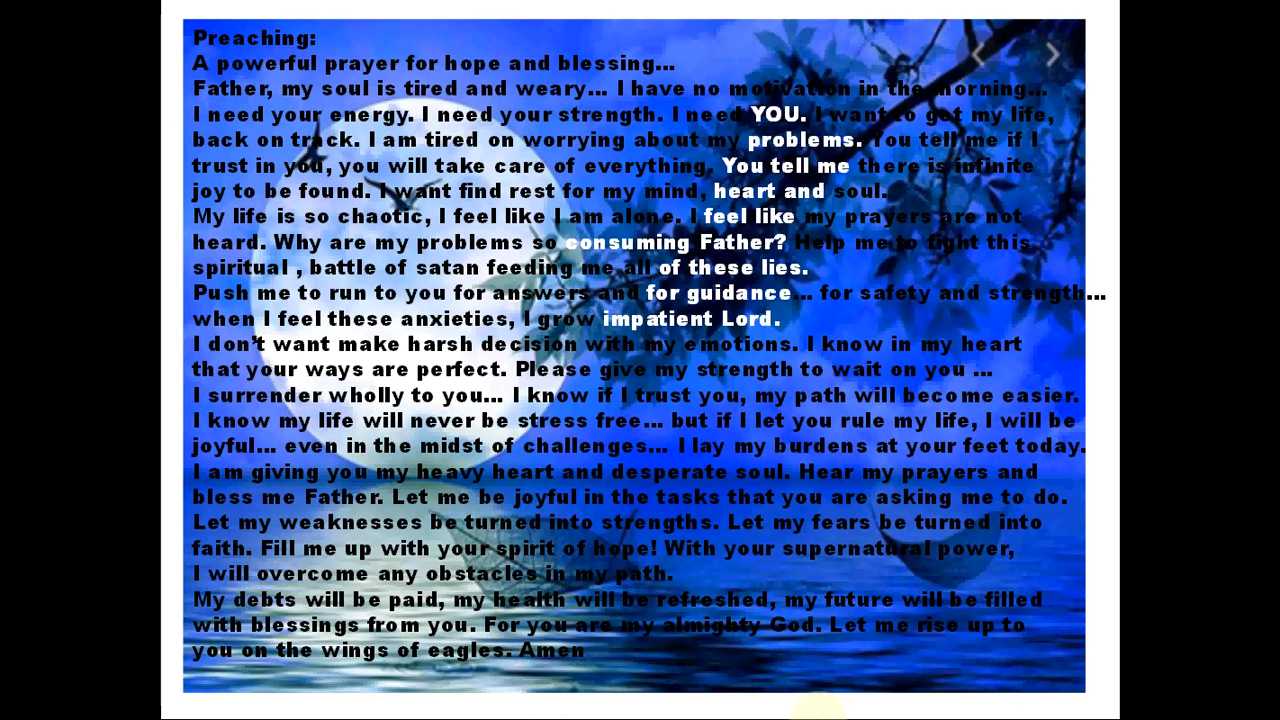 Preaching:
A powerful prayer for hope and blessing...
Father, my soul is tired and weary... I have no motivation in the morning...
I need your energy. I need your strength. I need YOU. I want to get my life,
back on track. I am tired on worrying about my problems. You tell me if I
trust in you, you will take care of everything. You tell me there is infinite
joy to be found. I want find rest for my mind, heart and soul.
My life is so chaotic, I feel like I am alone. I feel like my prayers are not
heard. Why are my problems so consuming Father? Help me to fight this
spiritual , battle of satan feeding me all of these lies.
Push me to run to you for answers and for guidance... for safety and strength...
when I feel these anxieties, I grow impatient Lord.
I don't want make harsh decision with my emotions. I know in my heart
that your ways are perfect. Please give my strength to wait on you ...
I surrender wholly to you... I know if I trust you, my path will become easier.
I know my life will never be stress free... but if I let you rule my life, I will be
joyful... even in the midst of challenges... I lay my burdens at your feet today.
I am giving you my heavy heart and desperate soul. Hear my prayers and
bless me Father. Let me be joyful in the tasks that you are asking me to do.
Let my weaknesses be turned into strengths. Let my fears be turned into
faith. Fill me up with your spirit of hope! With your supernatural power,
I will overcome any obstacles in my path.
My debts will be paid, my health will be refreshed, my future will be filled
with blessings from you. For you are my almighty God. Let me rise up to
you on the wings of eagles. Amen